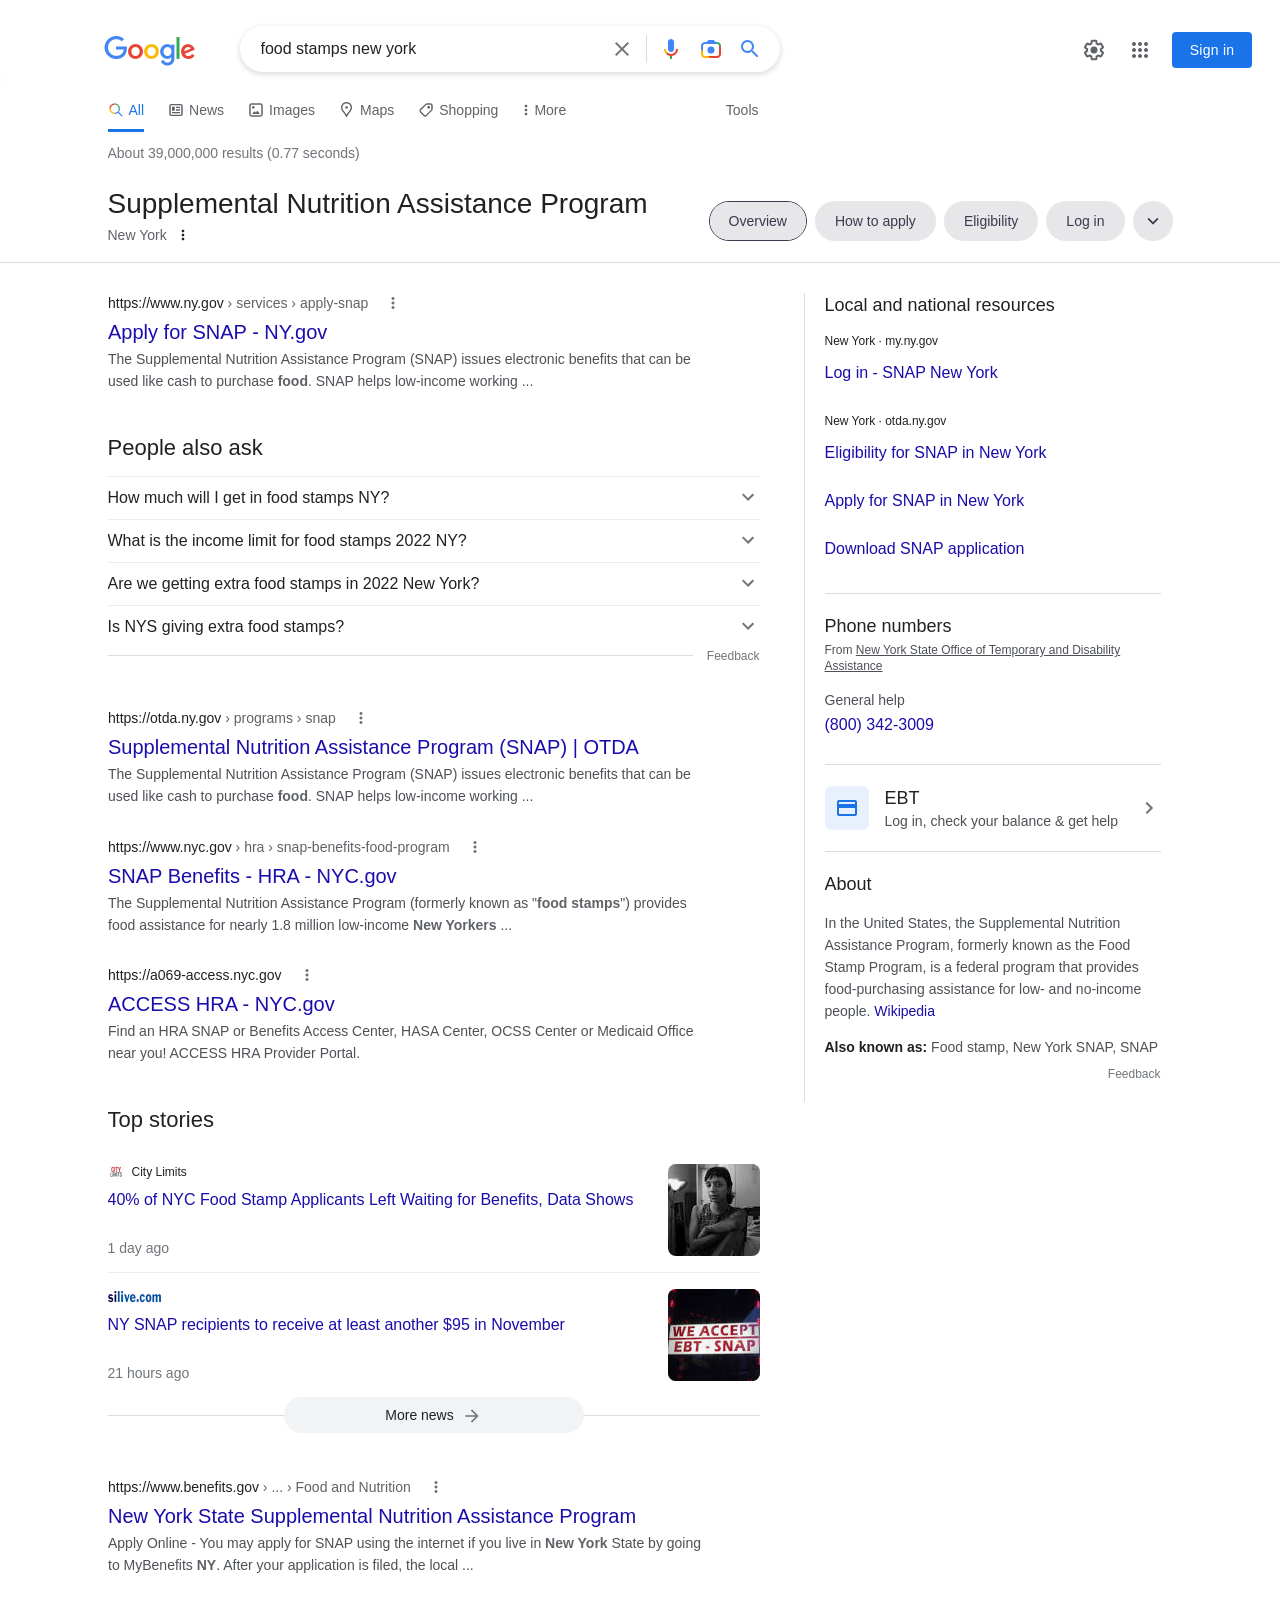 Google
food stamps new york
Sign in
All
News
Images
Maps
Shopping
More
Tools
About 39,000,000 results (0.77 seconds)
Supplemental Nutrition Assistance Program
New York
Overview
How to apply
Eligibility
Log in
https://www.ny.gov › services › apply-snap
Apply for SNAP - NY.gov
The Supplemental Nutrition Assistance Program (SNAP) issues electronic benefits that can be
used like cash to purchase food. SNAP helps low-income working ...
People also ask
How much will I get in food stamps NY?
What is the income limit for food stamps 2022 NY?
Are we getting extra food stamps in 2022 New York?
Is NYS giving extra food stamps?
Feedback
https://otda.ny.gov › programs › snap
Supplemental Nutrition Assistance Program (SNAP) | OTDA
The Supplemental Nutrition Assistance Program (SNAP) issues electronic benefits that can be
used like cash to purchase food. SNAP helps low-income working ...
https://www.nyc.gov › hra › snap-benefits-food-program
SNAP Benefits - HRA - NYC.gov
The Supplemental Nutrition Assistance Program (formerly known as "food stamps") provides
food assistance for nearly 1.8 million low-income New Yorkers ...
https://a069-access.nyc.gov
ACCESS HRA - NYC.gov
Find an HRA SNAP or Benefits Access Center, HASA Center, OCSS Center or Medicaid Office
near you! ACCESS HRA Provider Portal.
Top stories
CITY
LIMITS
City Limits
40% of NYC Food Stamp Applicants Left Waiting for Benefits, Data Shows
1 day ago
silive.com
NY SNAP recipients to receive at least another $95 in November
21 hours ago
WE ACCEPT
EBT - SNAP
More news
https://www.benefits.gov › ... › Food and Nutrition
New York State Supplemental Nutrition Assistance Program
Apply Online - You may apply for SNAP using the internet if you live in New York State by going
to MyBenefits NY. After your application is filed, the local ...
Local and national resources
New York · my.ny.gov
Log in - SNAP New York
New York · otda.ny.gov
Eligibility for SNAP in New York
Apply for SNAP in New York
Download SNAP application
Phone numbers
From New York State Office of Temporary and Disability
Assistance
General help
(800) 342-3009
EBT
Log in, check your balance & get help
About
In the United States, the Supplemental Nutrition
Assistance Program, formerly known as the Food
Stamp Program, is a federal program that provides
food-purchasing assistance for low- and no-income
people. Wikipedia
Also known as: Food stamp, New York SNAP, SNAP
Feedback